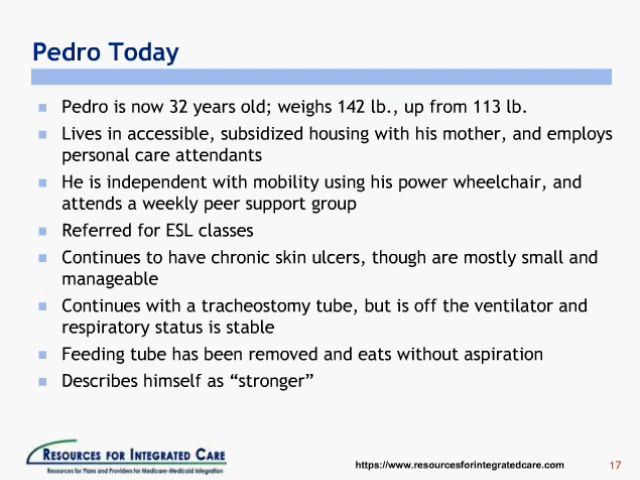 Pedro Today
Pedro is now 32 years old; weighs 142 lb., up from 113 lb.
Lives in accessible, subsidized housing with his mother, and employs
personal care attendants
He is independent with mobility using his power wheelchair, and
attends a weekly peer support group
Referred for ESL classes
Continues to have chronic skin ulcers, though are mostly small and
manageable
Continues with a tracheostomy tube, but is off the ventilator and
respiratory status is stable
Feeding tube has been removed and eats without aspiration
Describes himself as “stronger”
RESOURCES FOR INTEGRATED CARE
Resources for Plans and Providers for Medicare-Medicaid Integration
https://www.resourcesforintegratedcare.com
17